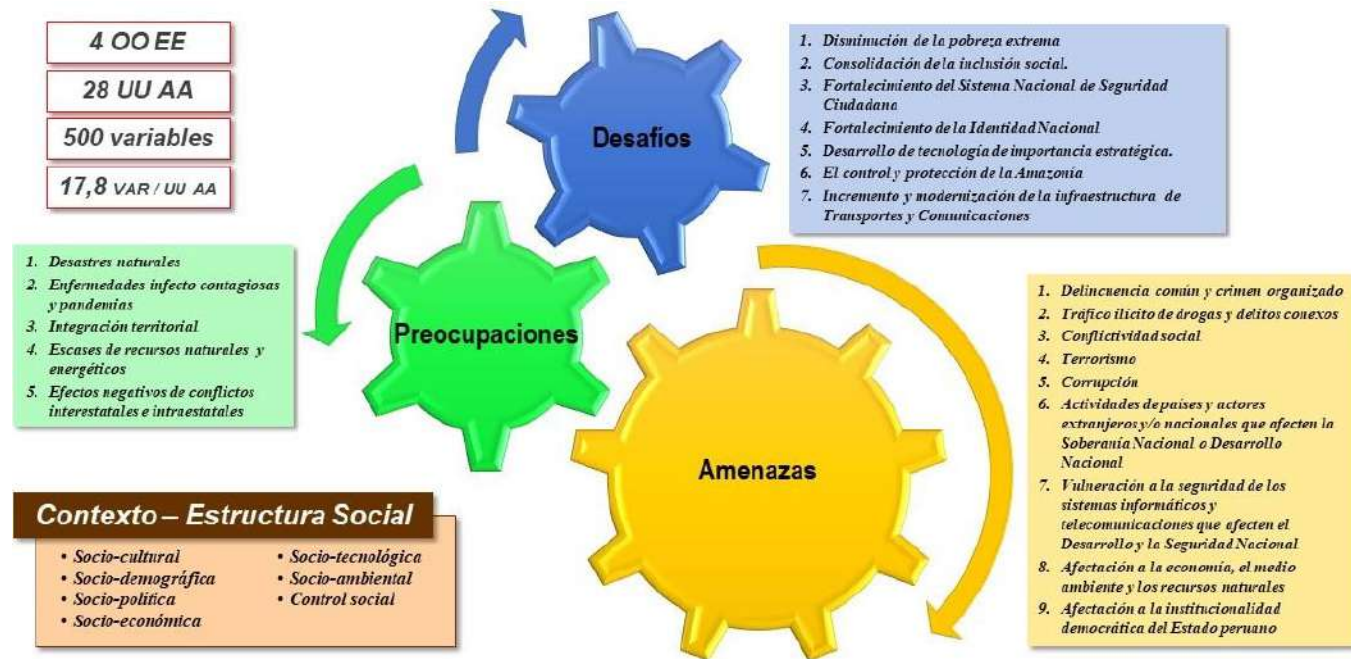 4 OO EE
28 UU AA
500 variables
17,8 VAR / UU AA
Desafíos
1. Disminución de la pobreza extrema
2. Consolidación de la inclusión social.
3. Fortalecimiento del Sistema Nacional de Seguridad
Ciudadana
4. Fortalecimiento de la Identidad Nacional
5. Desarrollo de tecnología de importancia estratégica.
6. El control y protección de la Amazonía
7. Incremento y modernización de la infraestructura de
Transportes y Comunicaciones
Preocupaciones
1. Desastres naturales
2. Enfermedades infecto contagiosas
y pandemias
3. Integración territorial
4. Escases de recursos naturales y
energéticos
5. Efectos negativos de conflictos
interestatales e intraestatales
Amenazas
1. Delincuencia común y crimen organizado
2. Tráfico ilícito de drogas y delitos conexos
3. Conflictividad social
4. Terrorismo
5. Corrupción
6. Actividades de países y actores
extranjeros y/o nacionales que afecten la
Soberanía Nacional o Desarrollo
Nacional
7. Vulneración a la seguridad de los
sistemas informáticos y
telecomunicaciones que afecten el
Desarrollo y la Seguridad Nacional
8. Afectación a la economía, el medio
ambiente y los recursos naturales
9. Afectación a la institucionalidad
democrática del Estado peruano
Contexto – Estructura Social
• Socio-cultural
• Socio-demográfica
• Socio-política
• Socio-económica
• Socio-tecnológica
• Socio-ambiental
• Control social